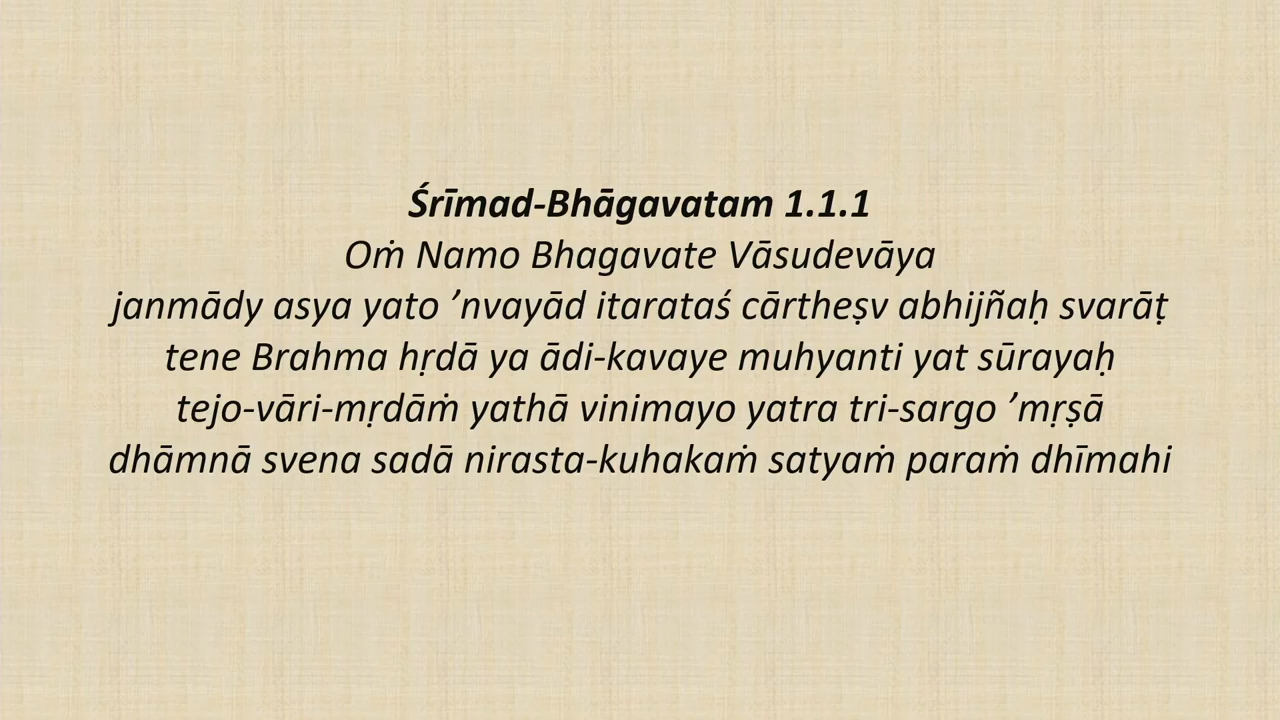 Śrīmad-Bhāgavatam 1.1.1
Oṁ Namo Bhagavate Vāsudevāya
janmādy asya yato ’nvayād itarataś cārtheṣv abhijñaḥ svarāṭ
tene Brahma hṛdā ya ādi-kavaye muhyanti yat sūrayaḥ
tejo-vāri-mṛdāṁ yathā vinimayo yatra tri-sargo ’mṛṣā
dhāmnā svena sadā nirasta-kuhakaṁ satyaṁ paraṁ dhīmahi